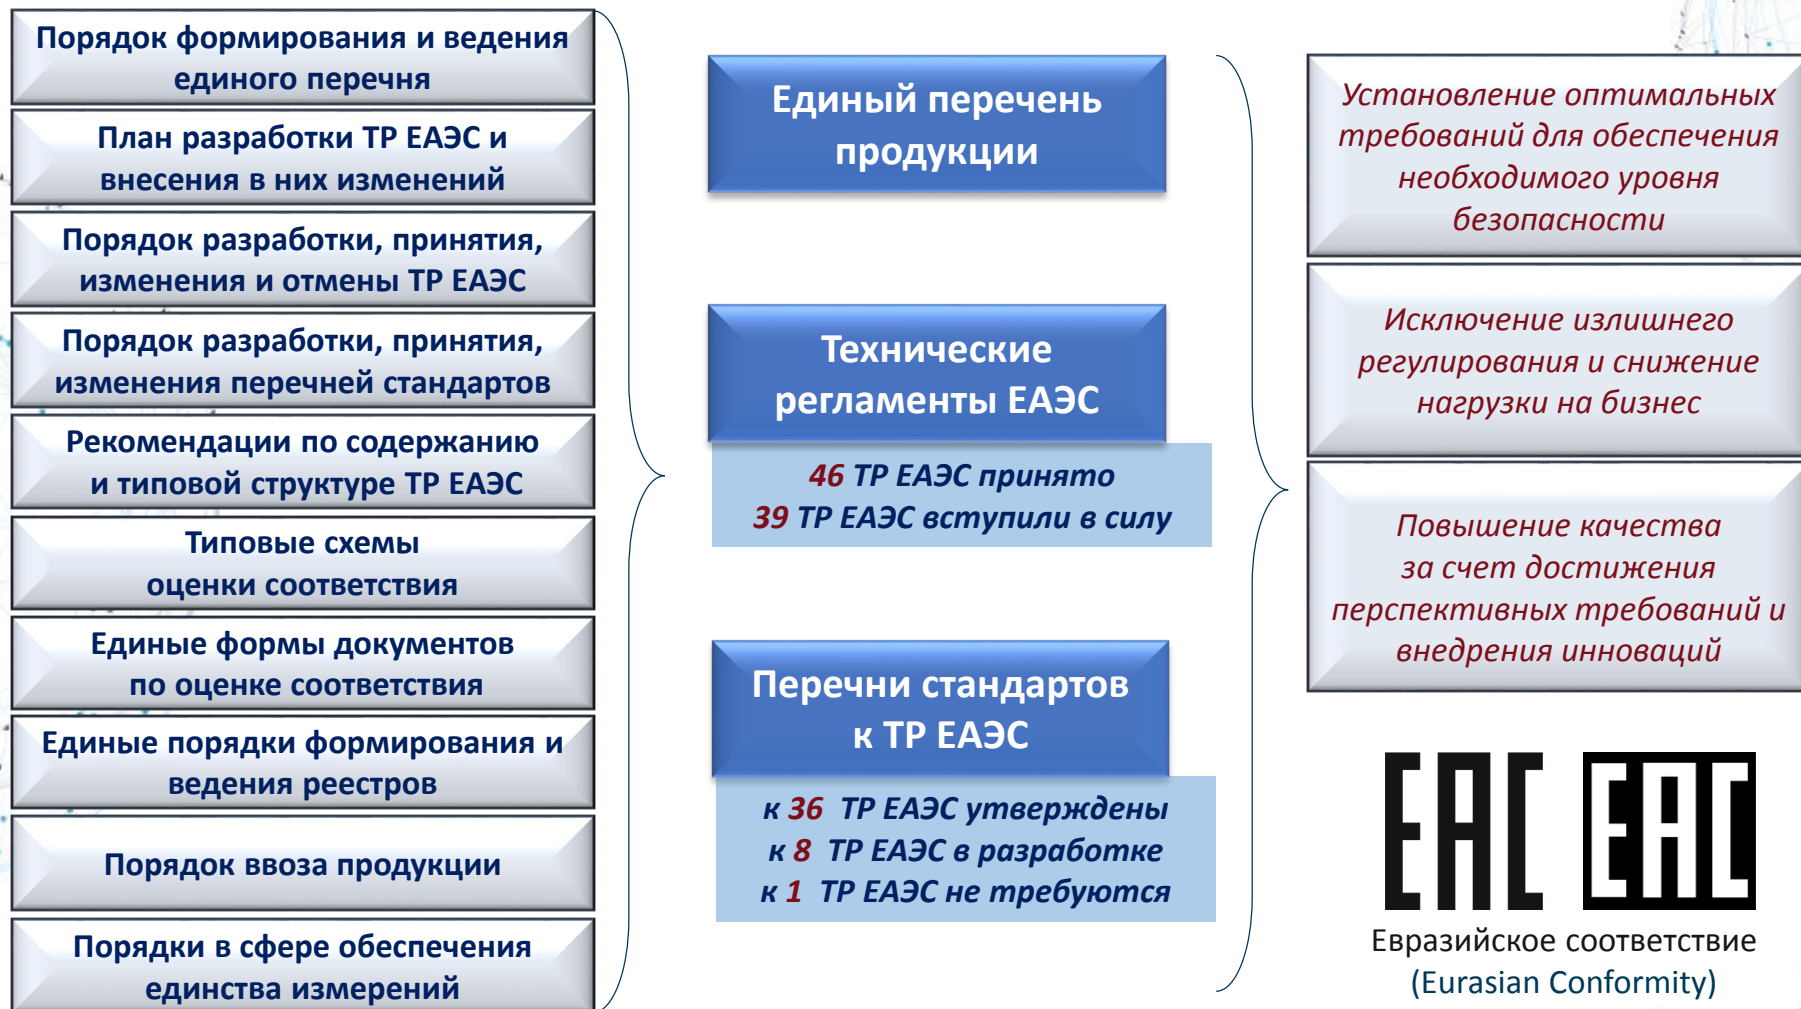 Порядок формирования и ведения
единого перечня
План разработки ТР ЕАЭС и
внесения в них изменений
Порядок разработки, принятия,
изменения и отмены ТР ЕАЭС
Порядок разработки, принятия,
изменения перечней стандартов
Рекомендации по содержанию
и типовой структуре ТР ЕАЭС
Типовые схемы
оценки соответствия
Единые формы документов
по оценке соответствия
Единые порядки формирования и
ведения реестров
Порядок ввоза продукции
Порядки в сфере обеспечения
единства измерений
Единый перечень
продукции
Технические
регламенты ЕАЭС
46 ТР ЕАЭС принято
39 ТР ЕАЭС вступили в силу
Перечни стандартов
к ТР ЕАЭС
к 36 ТР ЕАЭС утверждены
к 8 ТР ЕАЭС в разработке
к 1 ТР ЕАЭС не требуются
Установление оптимальных
требований для обеспечения
необходимого уровня
безопасности
Исключение излишнего
регулирования и снижение
нагрузки на бизнес
Повышение качества
за счет достижения
перспективных требований и
внедрения инноваций
EAC EAC
Евразийское соответствие
(Eurasian Conformity)